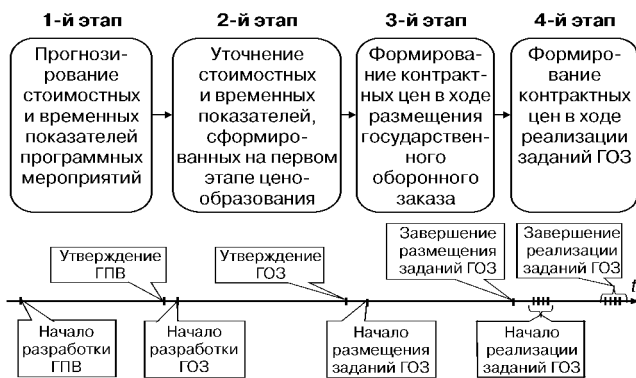 1-й этап
2-й этап
3-й этап
4-й этап
Прогнози-
рование
стоимостных
и временных
показателей
программных
мероприятий
Уточнение
стоимостных
и временных
показателей,
сформиро-
ванных на первом
этапе цено-
образования
Формирова-
ние контракт-
ных цен в ходе
размещения
государствен-
ного
оборонного
заказа
Формиро-
вание
контрактных
цен в ходе
реализации
заданий ГОЗ
Утверждение
ГПВ
Утверждение
ГОЗ
Завершение
размещения
заданий ГОЗ
Завершение
реализации
заданий ГОЗ
t
Начало
разработки
ГПВ
Начало
разработки
ГОЗ
Начало
размещения
заданий ГОЗ
Начало
реализации
заданий ГОЗ